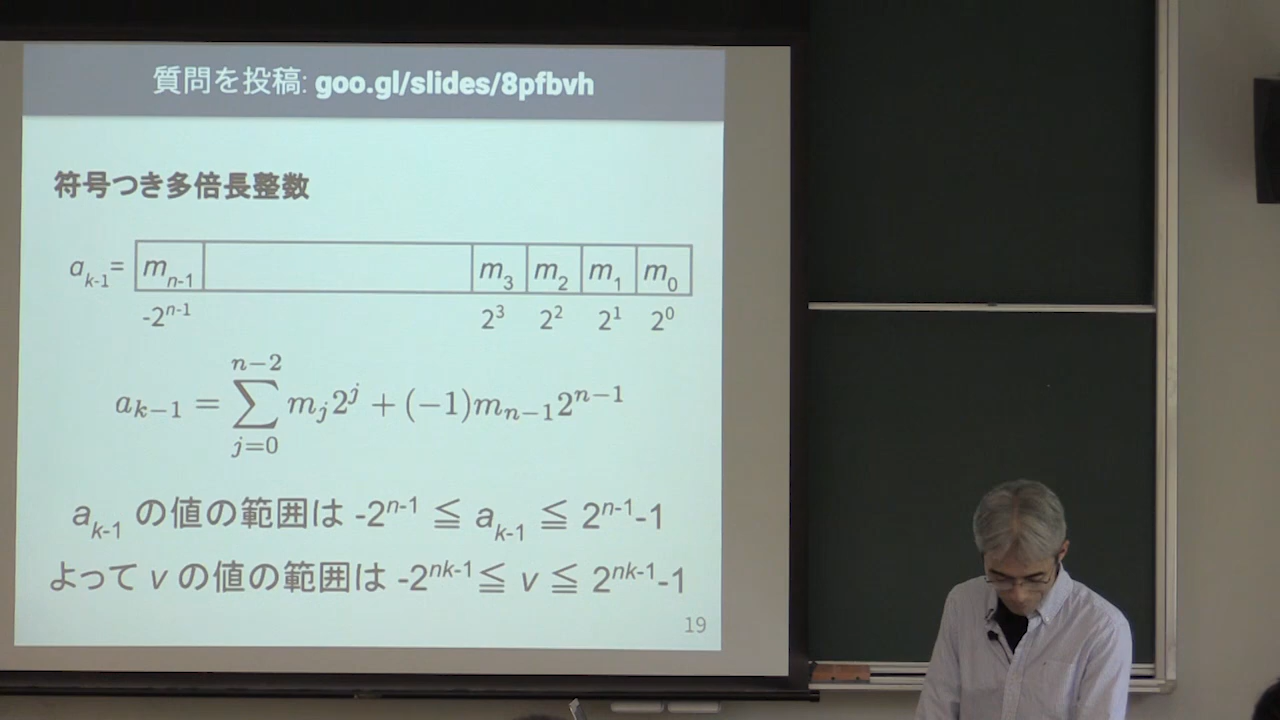 質問を投稿: goo.gl/slides/8pfbvh
符号つき多倍長整数
a_{k-1}= m_{n-1} m_3 m_2 m_1 m_0
-2^{n-1} 2^3 2^2 2^1 2^0
a_{k-1} = \sum_{j=0}^{n-2} m_j 2^j + (-1)m_{n-1}2^{n-1}
a_{k-1} の値の範囲は -2^{n-1} ≦ a_{k-1} ≦ 2^{n-1}-1
よって v の値の範囲は -2^{nk-1}≦ v ≦ 2^{nk-1}-1
19